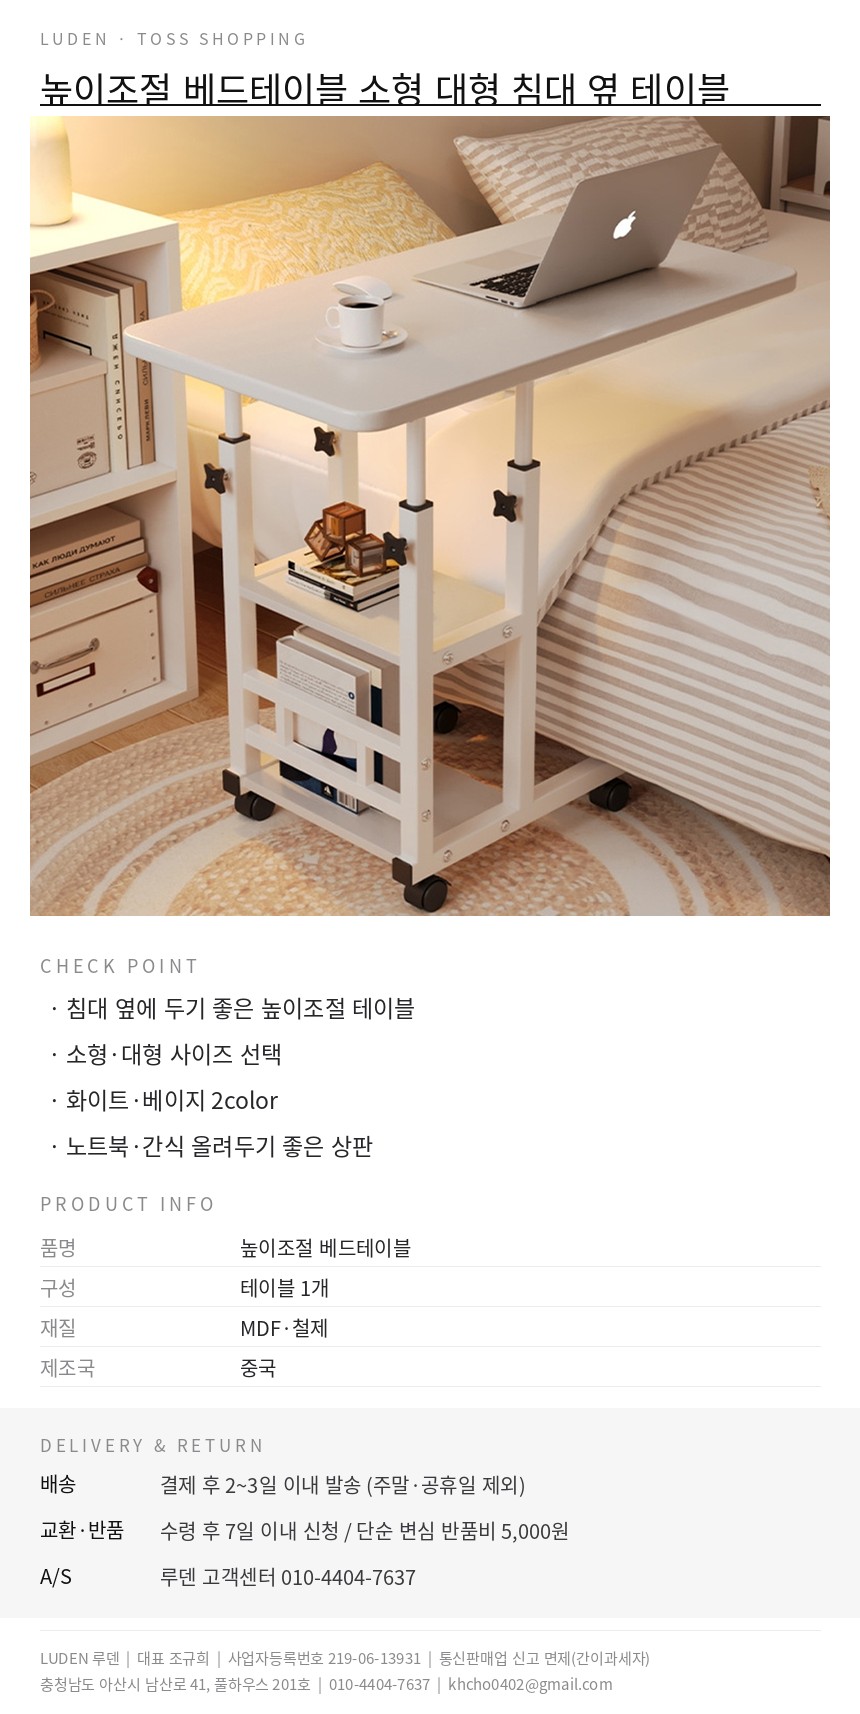 LUDEN · TOSS SHOPPING
높이조절 베드테이블 소형 대형 침대 옆 테이블
КАК ЛЮДИ ДУМАЮТ
СИЛЬНЕЕ СТРАХА
CHECK POINT
· 침대 옆에 두기 좋은 높이조절 테이블
· 소형·대형 사이즈 선택
· 화이트·베이지 2color
· 노트북·간식 올려두기 좋은 상판
PRODUCT INFO
품명 높이조절 베드테이블
구성 테이블 1개
재질 MDF·철제
제조국 중국
DELIVERY & RETURN
배송 결제 후 2~3일 이내 발송 (주말·공휴일 제외)
교환·반품 수령 후 7일 이내 신청 / 단순 변심 반품비 5,000원
A/S 루덴 고객센터 010-4404-7637
LUDEN 루덴 | 대표 조규희 | 사업자등록번호 219-06-13931 | 통신판매업 신고 면제(간이과세자)
충청남도 아산시 남산로 41, 풀하우스 201호 | 010-4404-7637 | khcho0402@gmail.com